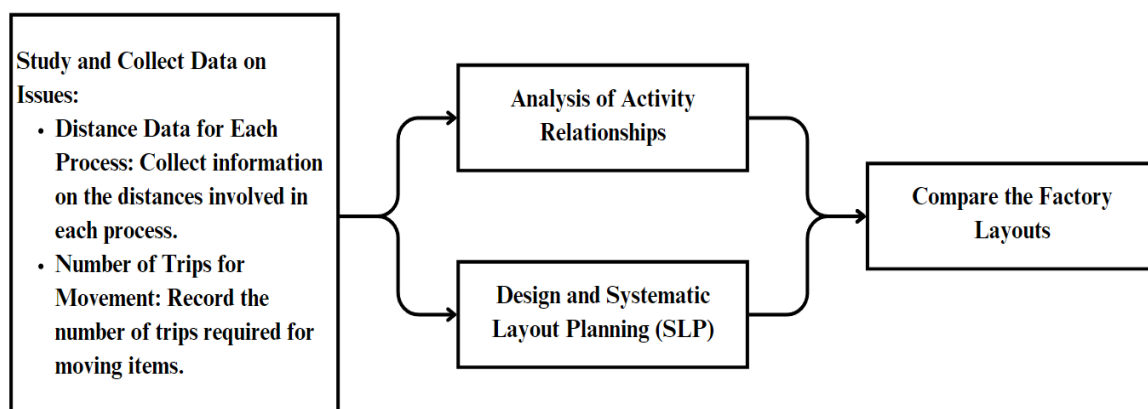 Study and Collect Data on
Issues:
• Distance Data for Each
Process: Collect information
on the distances involved in
each process.
• Number of Trips for
Movement: Record the
number of trips required for
moving items.
Analysis of Activity
Relationships
Design and Systematic
Layout Planning (SLP)
Compare the Factory
Layouts